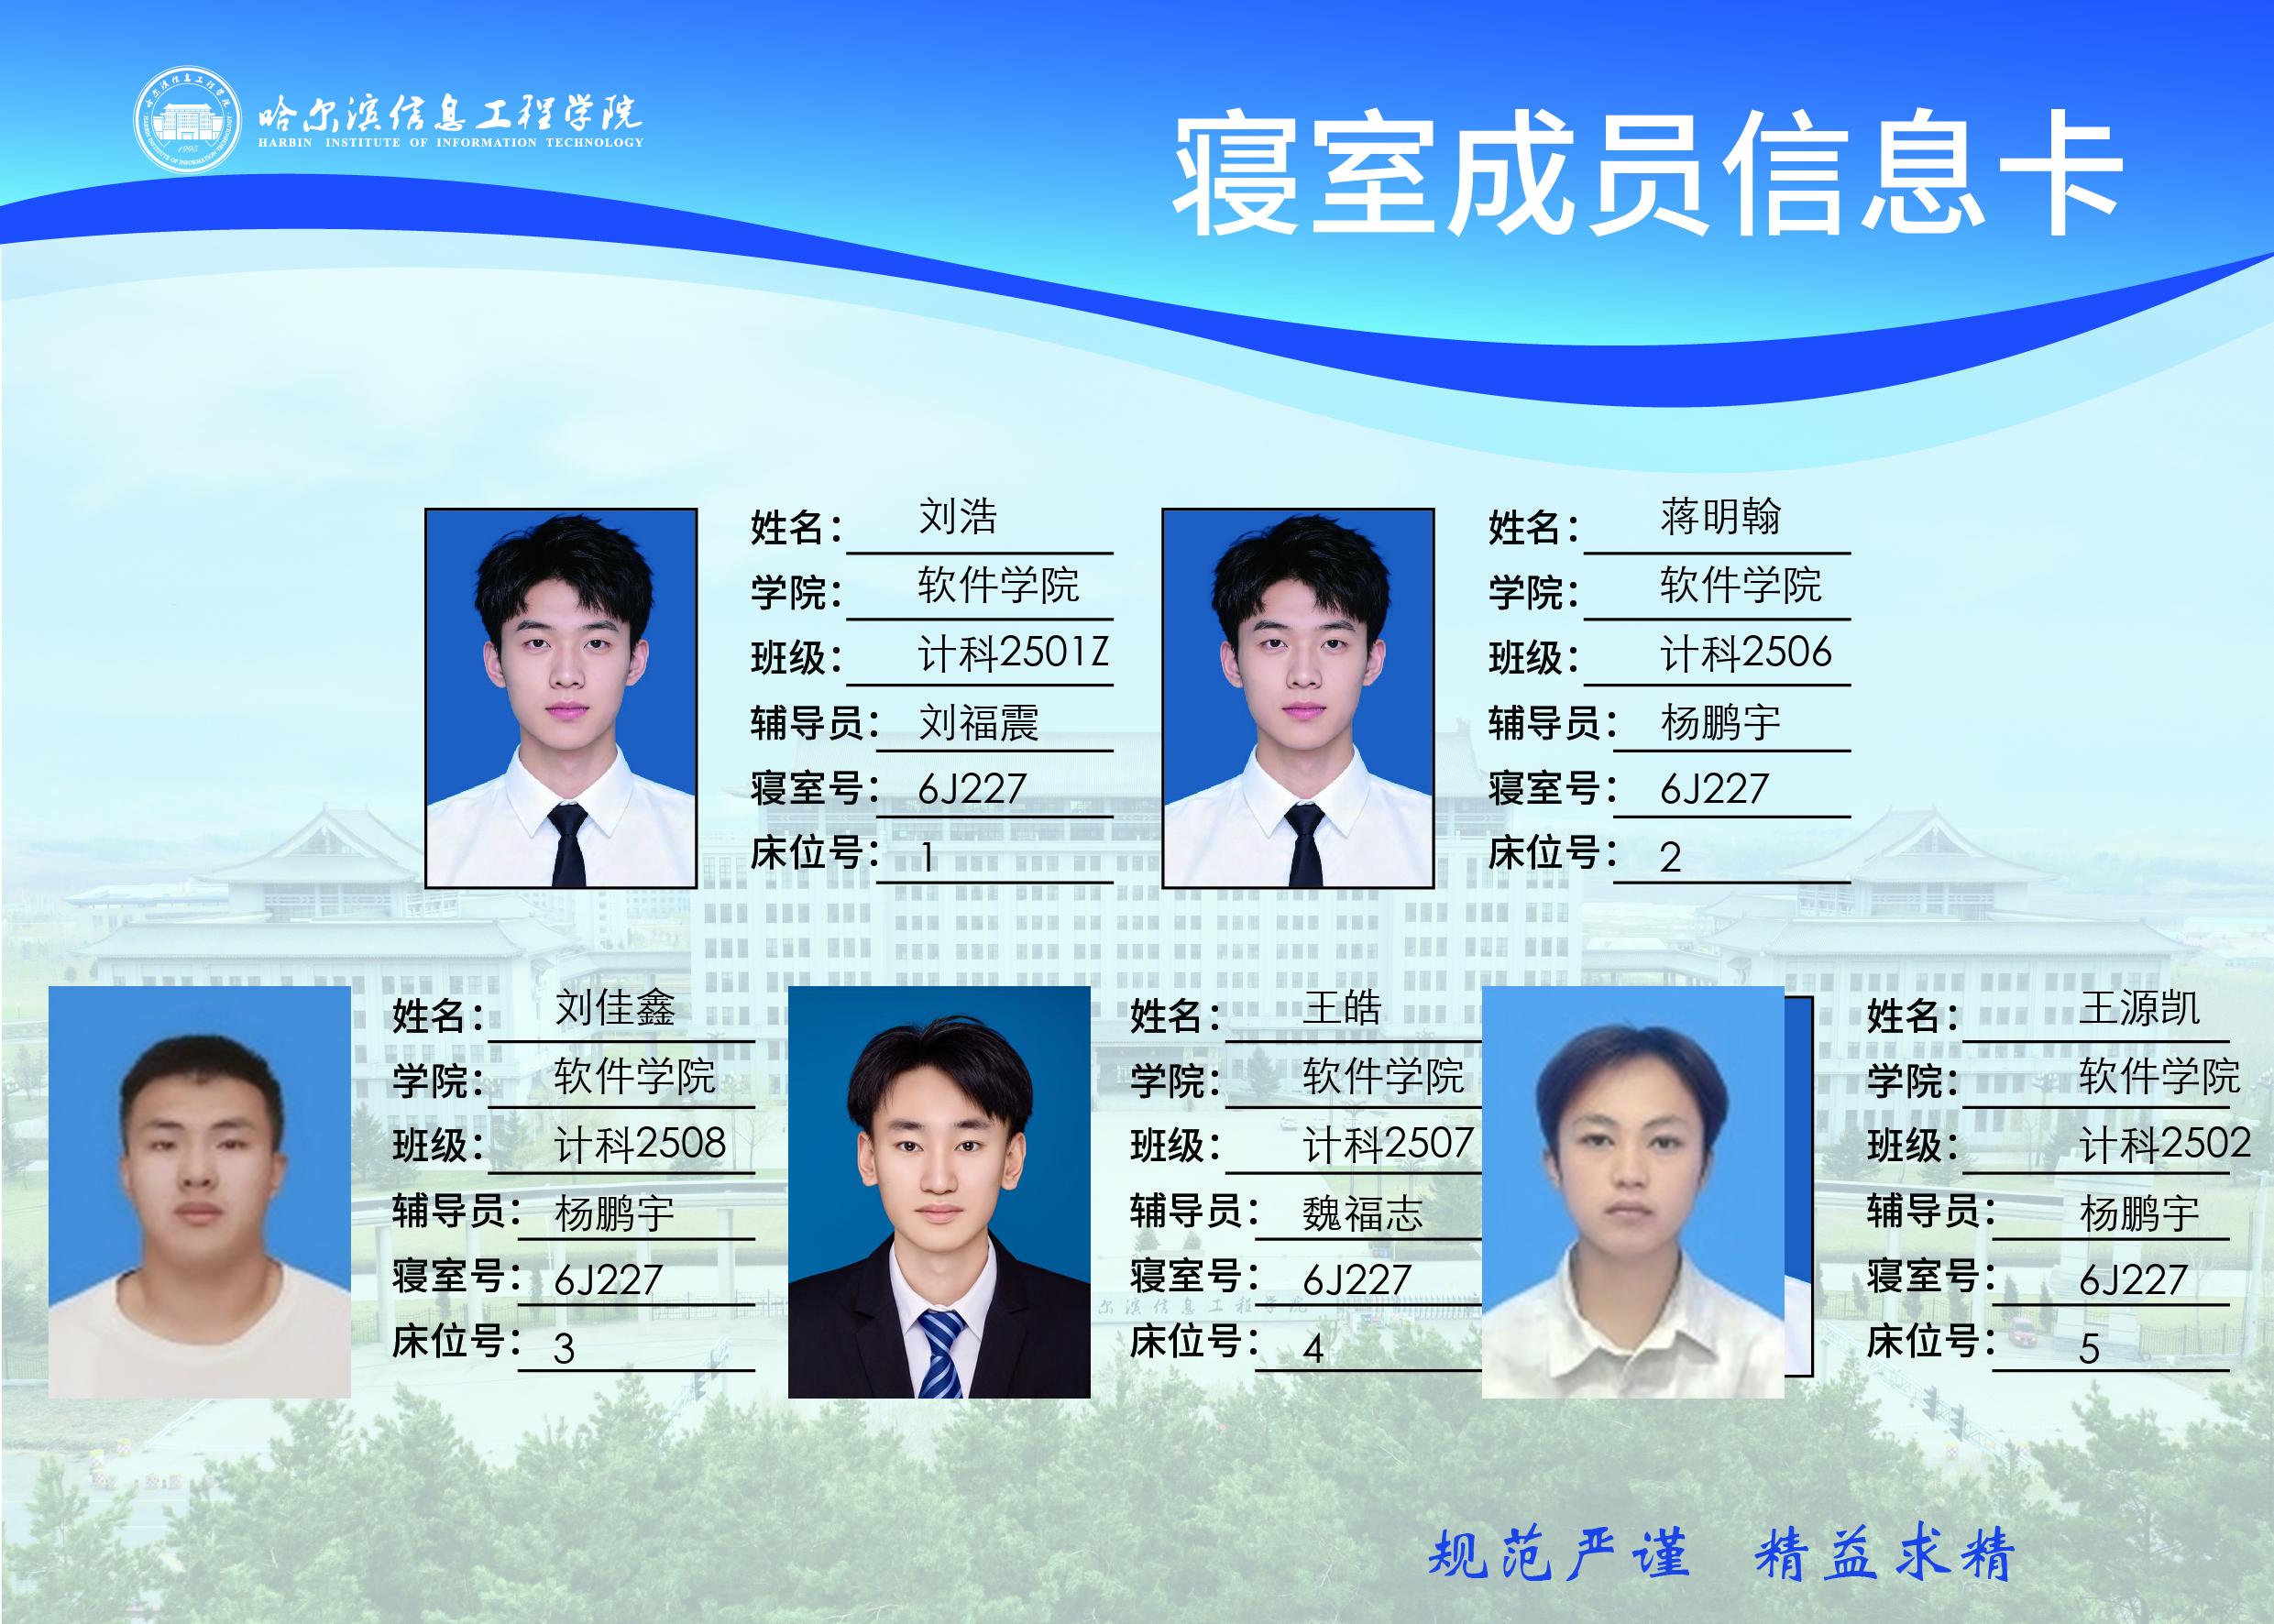 哈尔滨信息工程学院
HARBIN INSTITUTE OF INFORMATION TECHNOLOGY
1995
寝室成员信息卡
姓名： 刘浩
学院： 软件学院
班级： 计科2501Z
辅导员： 刘福震
寝室号： 6J227
床位号： 1
姓名： 蒋明翰
学院： 软件学院
班级： 计科2506
辅导员： 杨鹏宇
寝室号： 6J227
床位号： 2
姓名： 刘佳鑫
学院： 软件学院
班级： 计科2508
辅导员： 杨鹏宇
寝室号： 6J227
床位号： 3
姓名： 王皓
学院： 软件学院
班级： 计科2507
辅导员： 魏福志
寝室号： 6J227
床位号： 4
姓名： 王源凯
学院： 软件学院
班级： 计科2502
辅导员： 杨鹏宇
寝室号： 6J227
床位号： 5
尔滨信息工程学院
规范严谨 精益求精